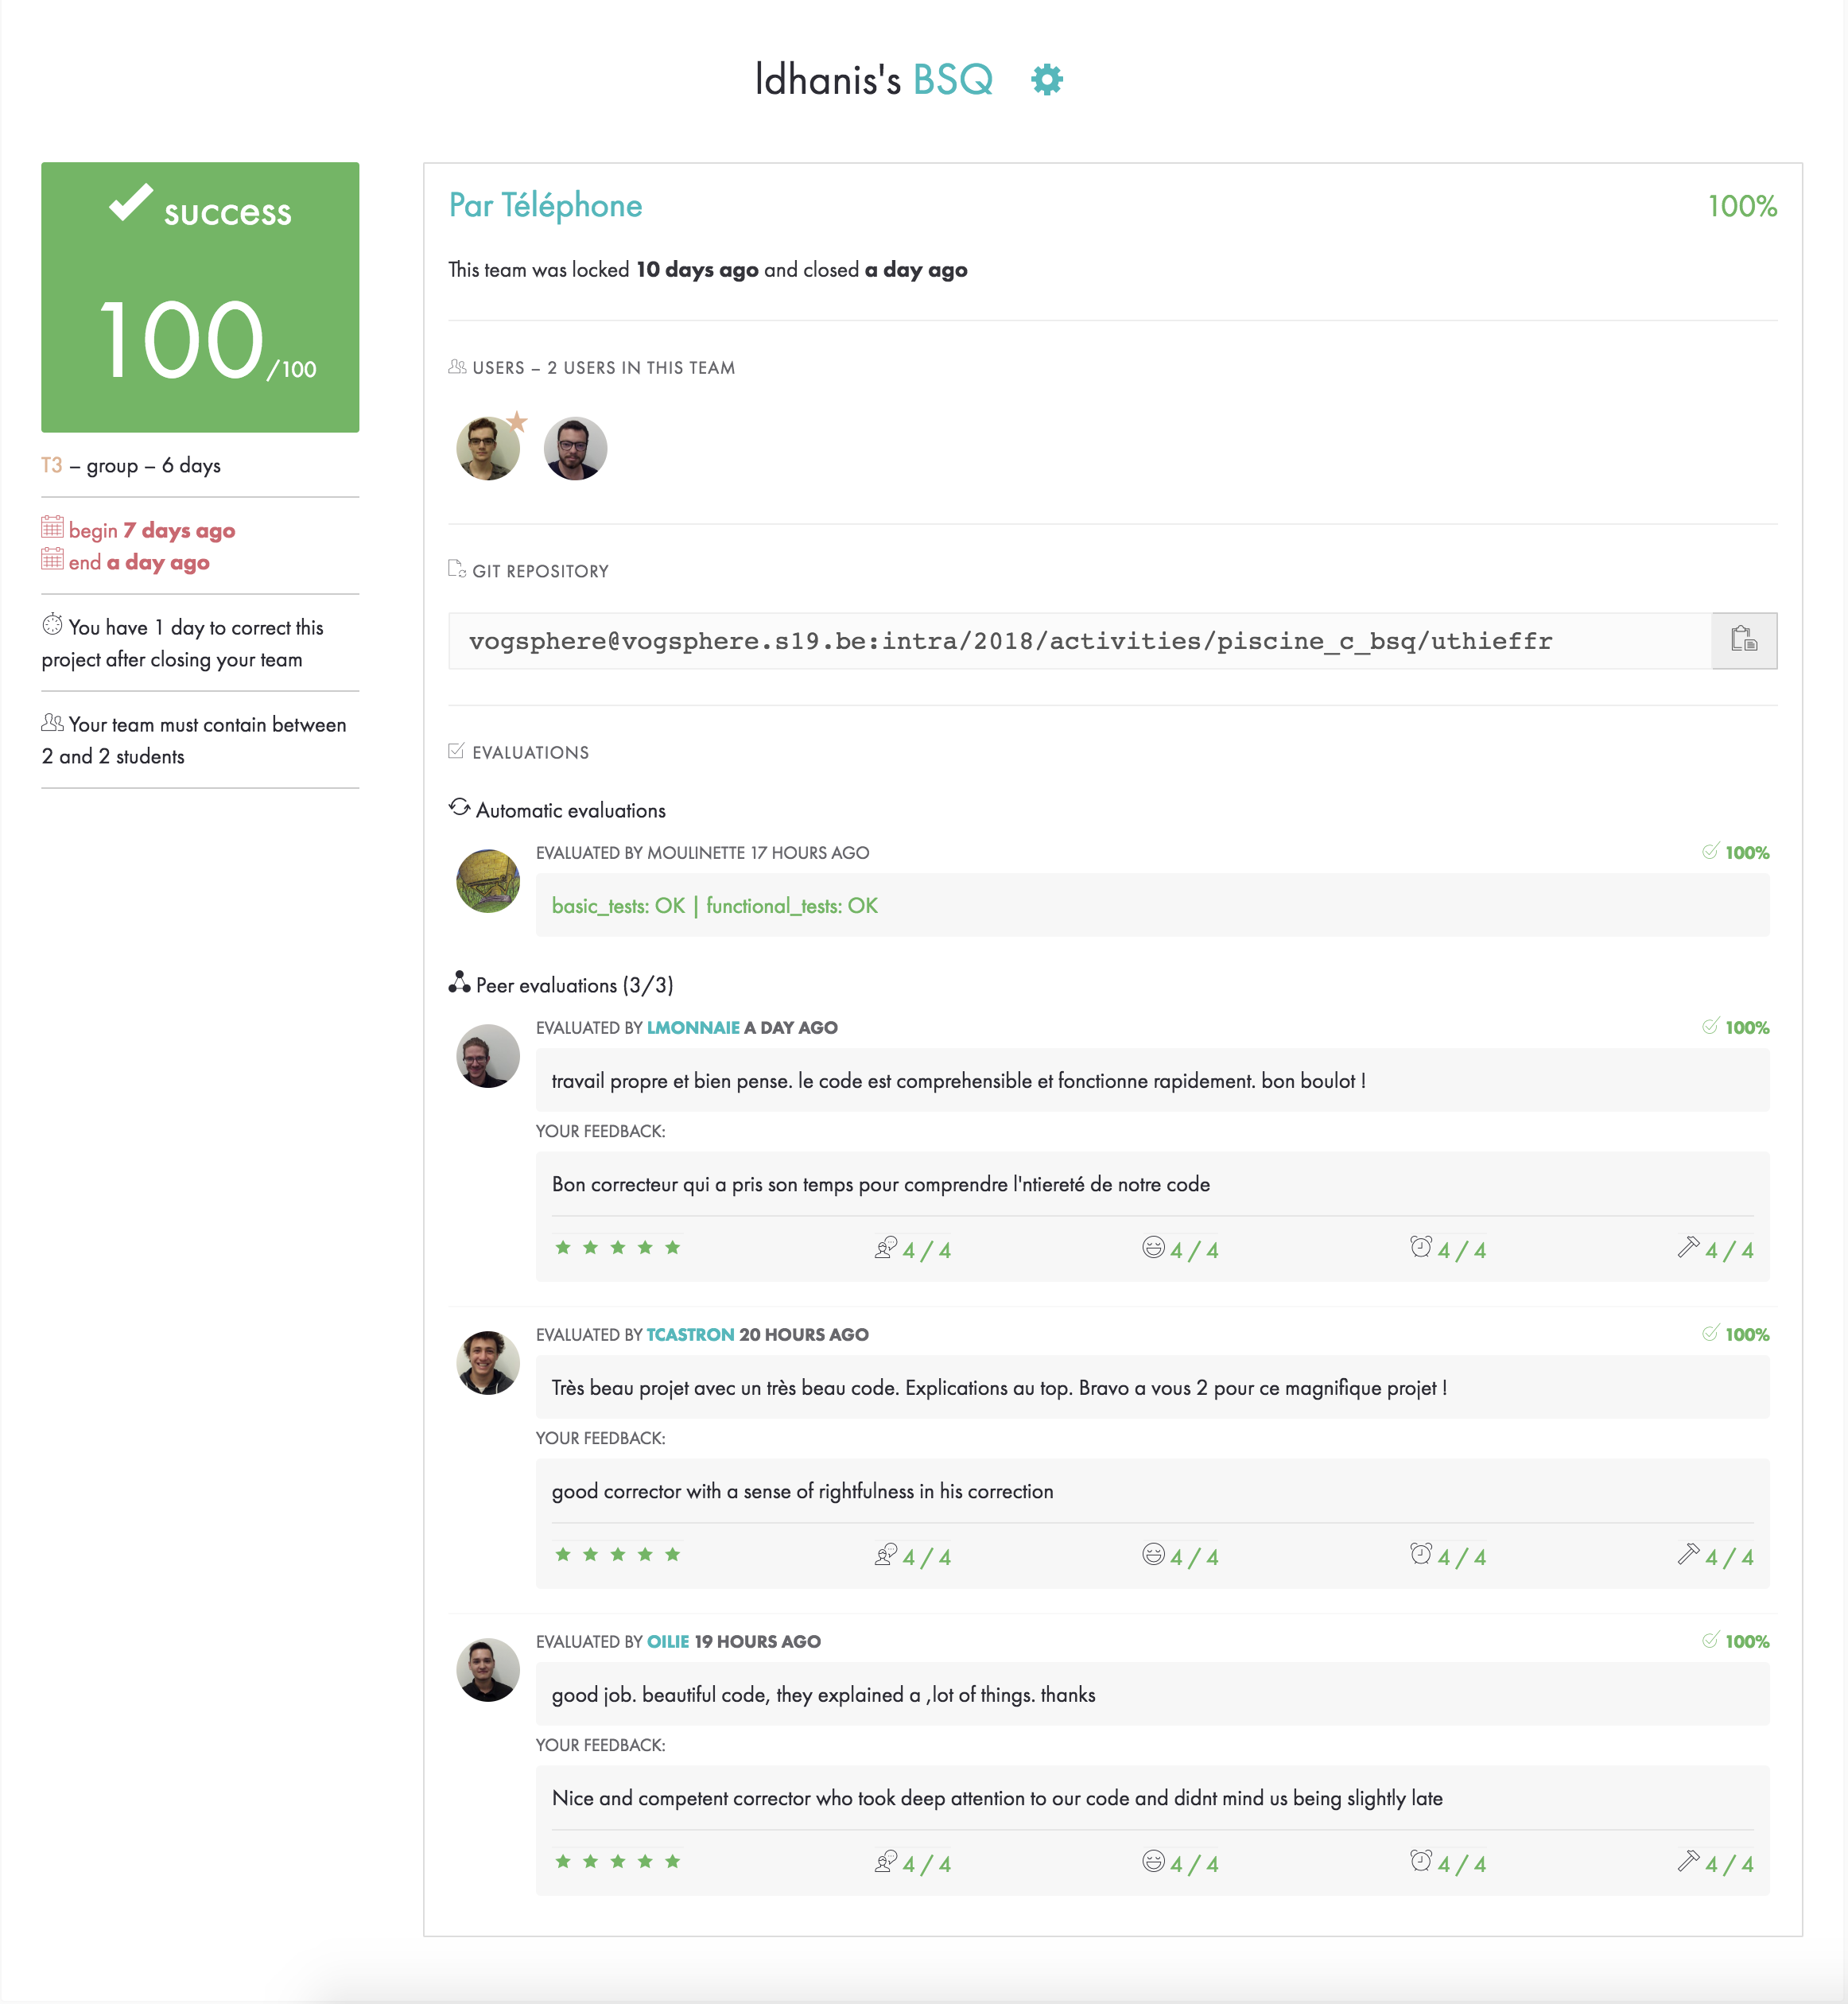 ldhanis's BSQ
success
100/100
T3 – group – 6 days
begin 7 days ago
end a day ago
You have 1 day to correct this
project after closing your team
Your team must contain between
2 and 2 students
Par Téléphone
100%
This team was locked 10 days ago and closed a day ago
USERS – 2 USERS IN THIS TEAM
GIT REPOSITORY
vogsphere@vogsphere.s19.be:intra/2018/activities/piscine_c_bsq/uthieffr
EVALUATIONS
Automatic evaluations
EVALUATED BY MOULINETTE 17 HOURS AGO
100%
basic_tests: OK | functional_tests: OK
Peer evaluations (3/3)
EVALUATED BY LMONNAIE A DAY AGO
100%
travail propre et bien pense. le code est comprehensible et fonctionne rapidement. bon boulot !
YOUR FEEDBACK:
Bon correcteur qui a pris son temps pour comprendre l'ntiereté de notre code
4 / 4 4 / 4 4 / 4 4 / 4
EVALUATED BY TCASTRON 20 HOURS AGO
100%
Très beau projet avec un très beau code. Explications au top. Bravo a vous 2 pour ce magnifique projet !
YOUR FEEDBACK:
good corrector with a sense of rightfulness in his correction
4 / 4 4 / 4 4 / 4 4 / 4
EVALUATED BY OILIE 19 HOURS AGO
100%
good job. beautiful code, they explained a ,lot of things. thanks
YOUR FEEDBACK:
Nice and competent corrector who took deep attention to our code and didnt mind us being slightly late
4 / 4 4 / 4 4 / 4 4 / 4